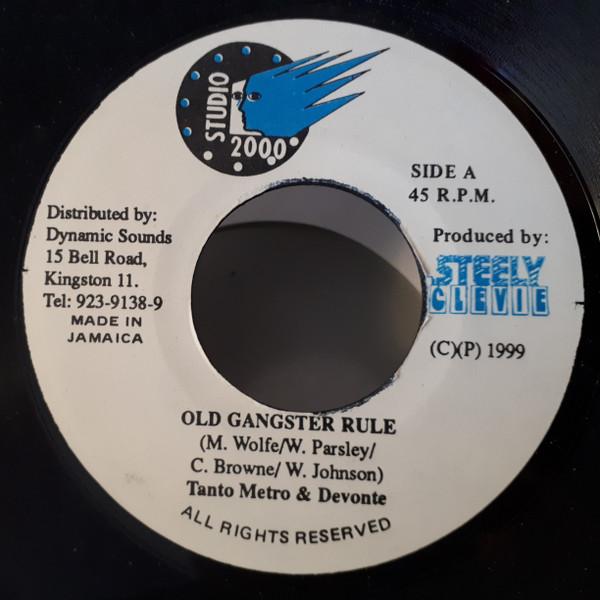 STUDIO
2000
SIDE A
45 R.P.M.
Distributed by:
Dynamic Sounds
15 Bell Road,
Kingston 11.
Tel: 923-9138-9
MADE IN
JAMAICA
Produced by:
STEELY
CLEVIE
(C)(P) 1999
OLD GANGSTER RULE
(M. Wolfe/W. Parsley/
C. Browne/ W. Johnson)
Tanto Metro & Devonte
ALL RIGHTS RESERVED